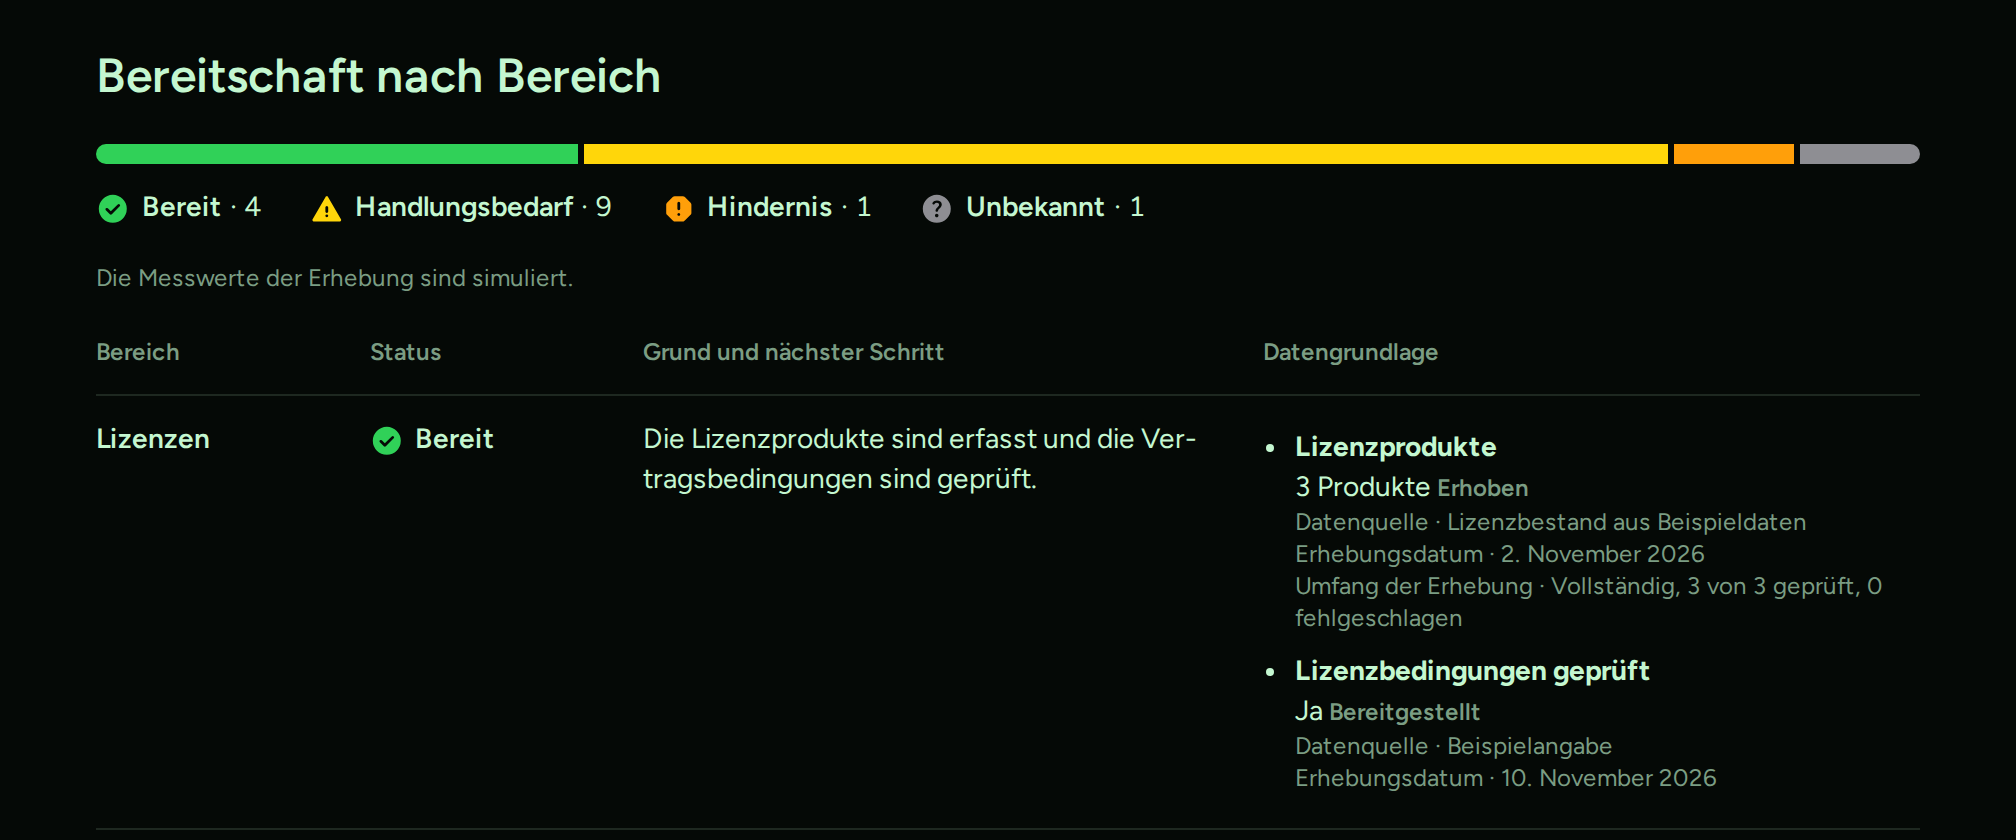 Bereitschaft nach Bereich
Bereit · 4
Handlungsbedarf · 9
Hindernis · 1
Unbekannt · 1
Die Messwerte der Erhebung sind simuliert.
Bereich
Status
Grund und nächster Schritt
Datengrundlage
Lizenzen
Bereit
Die Lizenzprodukte sind erfasst und die Ver-
tragsbedingungen sind geprüft.
• Lizenzprodukte
3 Produkte Erhoben
Datenquelle · Lizenzbestand aus Beispieldaten
Erhebungsdatum · 2. November 2026
Umfang der Erhebung · Vollständig, 3 von 3 geprüft, 0
fehlgeschlagen
• Lizenzbedingungen geprüft
Ja Bereitgestellt
Datenquelle · Beispielangabe
Erhebungsdatum · 10. November 2026